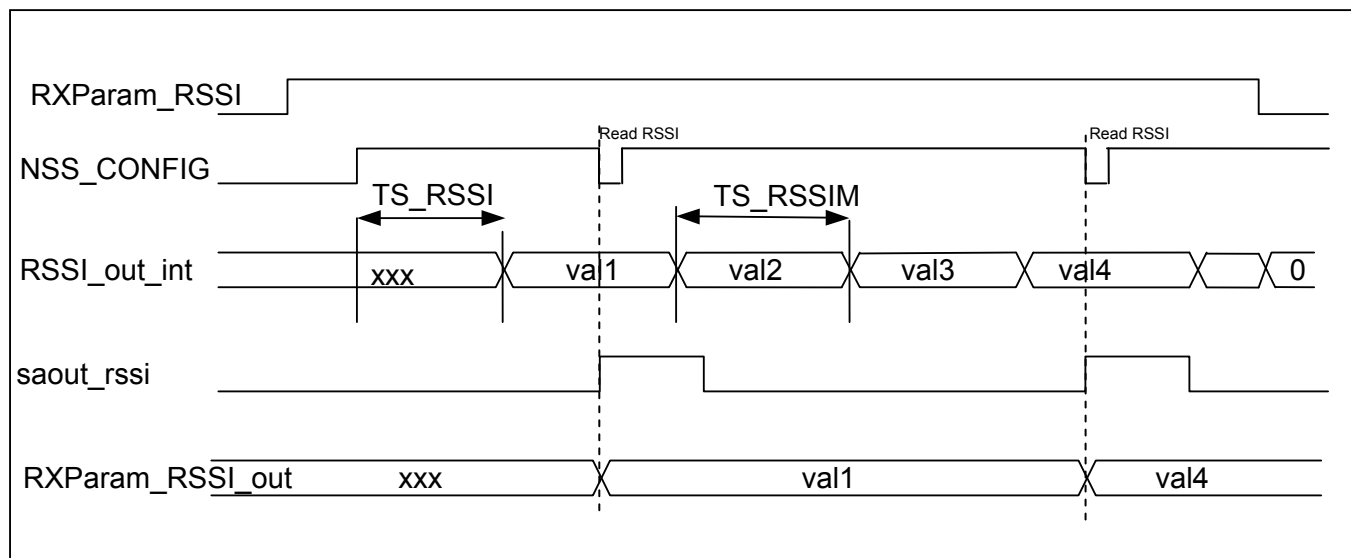 RXParam_RSSI
Read RSSI
Read RSSI
NSS_CONFIG
TS_RSSI
TS_RSSIM
RSSI_out_int
xxx
val1
val2
val3
val4
0
saout_rssi
RXParam_RSSI_out
xxx
val1
val4